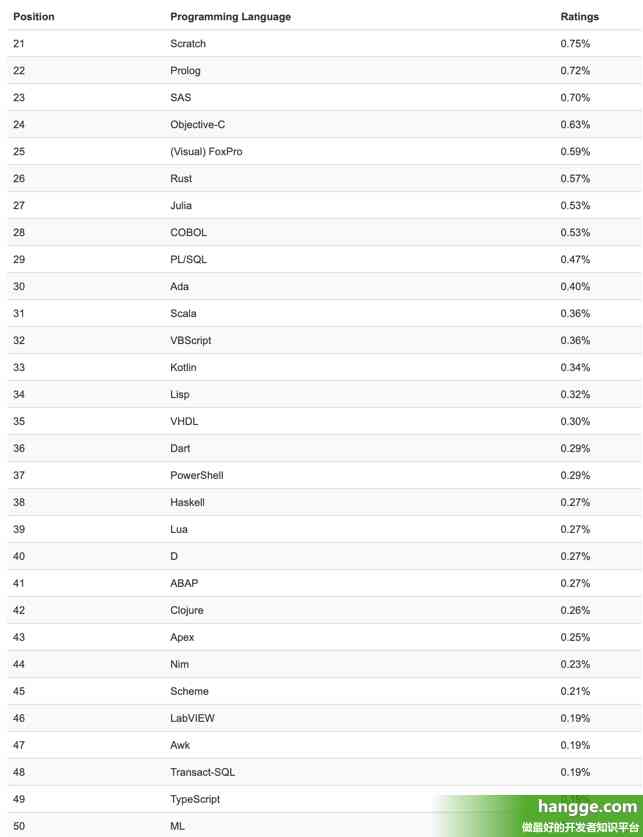 Position Programming Language Ratings
21 Scratch 0.75%
22 Prolog 0.72%
23 SAS 0.70%
24 Objective-C 0.63%
25 (Visual) FoxPro 0.59%
26 Rust 0.57%
27 Julia 0.53%
28 COBOL 0.53%
29 PL/SQL 0.47%
30 Ada 0.40%
31 Scala 0.36%
32 VBScript 0.36%
33 Kotlin 0.34%
34 Lisp 0.32%
35 VHDL 0.30%
36 Dart 0.29%
37 PowerShell 0.29%
38 Haskell 0.27%
39 Lua 0.27%
40 D 0.27%
41 ABAP 0.27%
42 Clojure 0.26%
43 Apex 0.25%
44 Nim 0.23%
45 Scheme 0.21%
46 LabVIEW 0.19%
47 Awk 0.19%
48 Transact-SQL 0.19%
49 TypeScript
50 ML
hangge.com
做最好的开发者知识平台